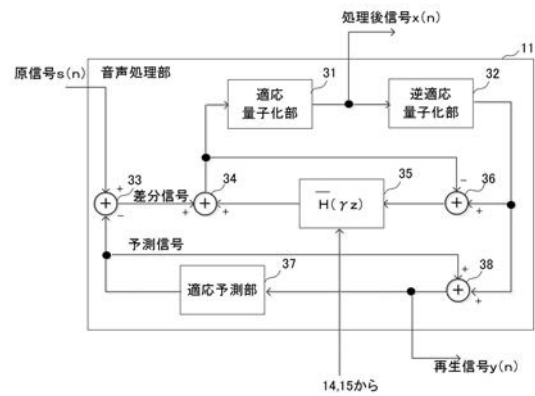 処理後信号x(n)
11
原信号s(n)
音声処理部
31
適応
量子化部
32
逆適応
量子化部
33
+
+
−
差分信号
34
+
+
+
35
H(γz)
36
+
−
+
予測信号
37
適応予測部
38
+
+
+
再生信号y(n)
14,15から